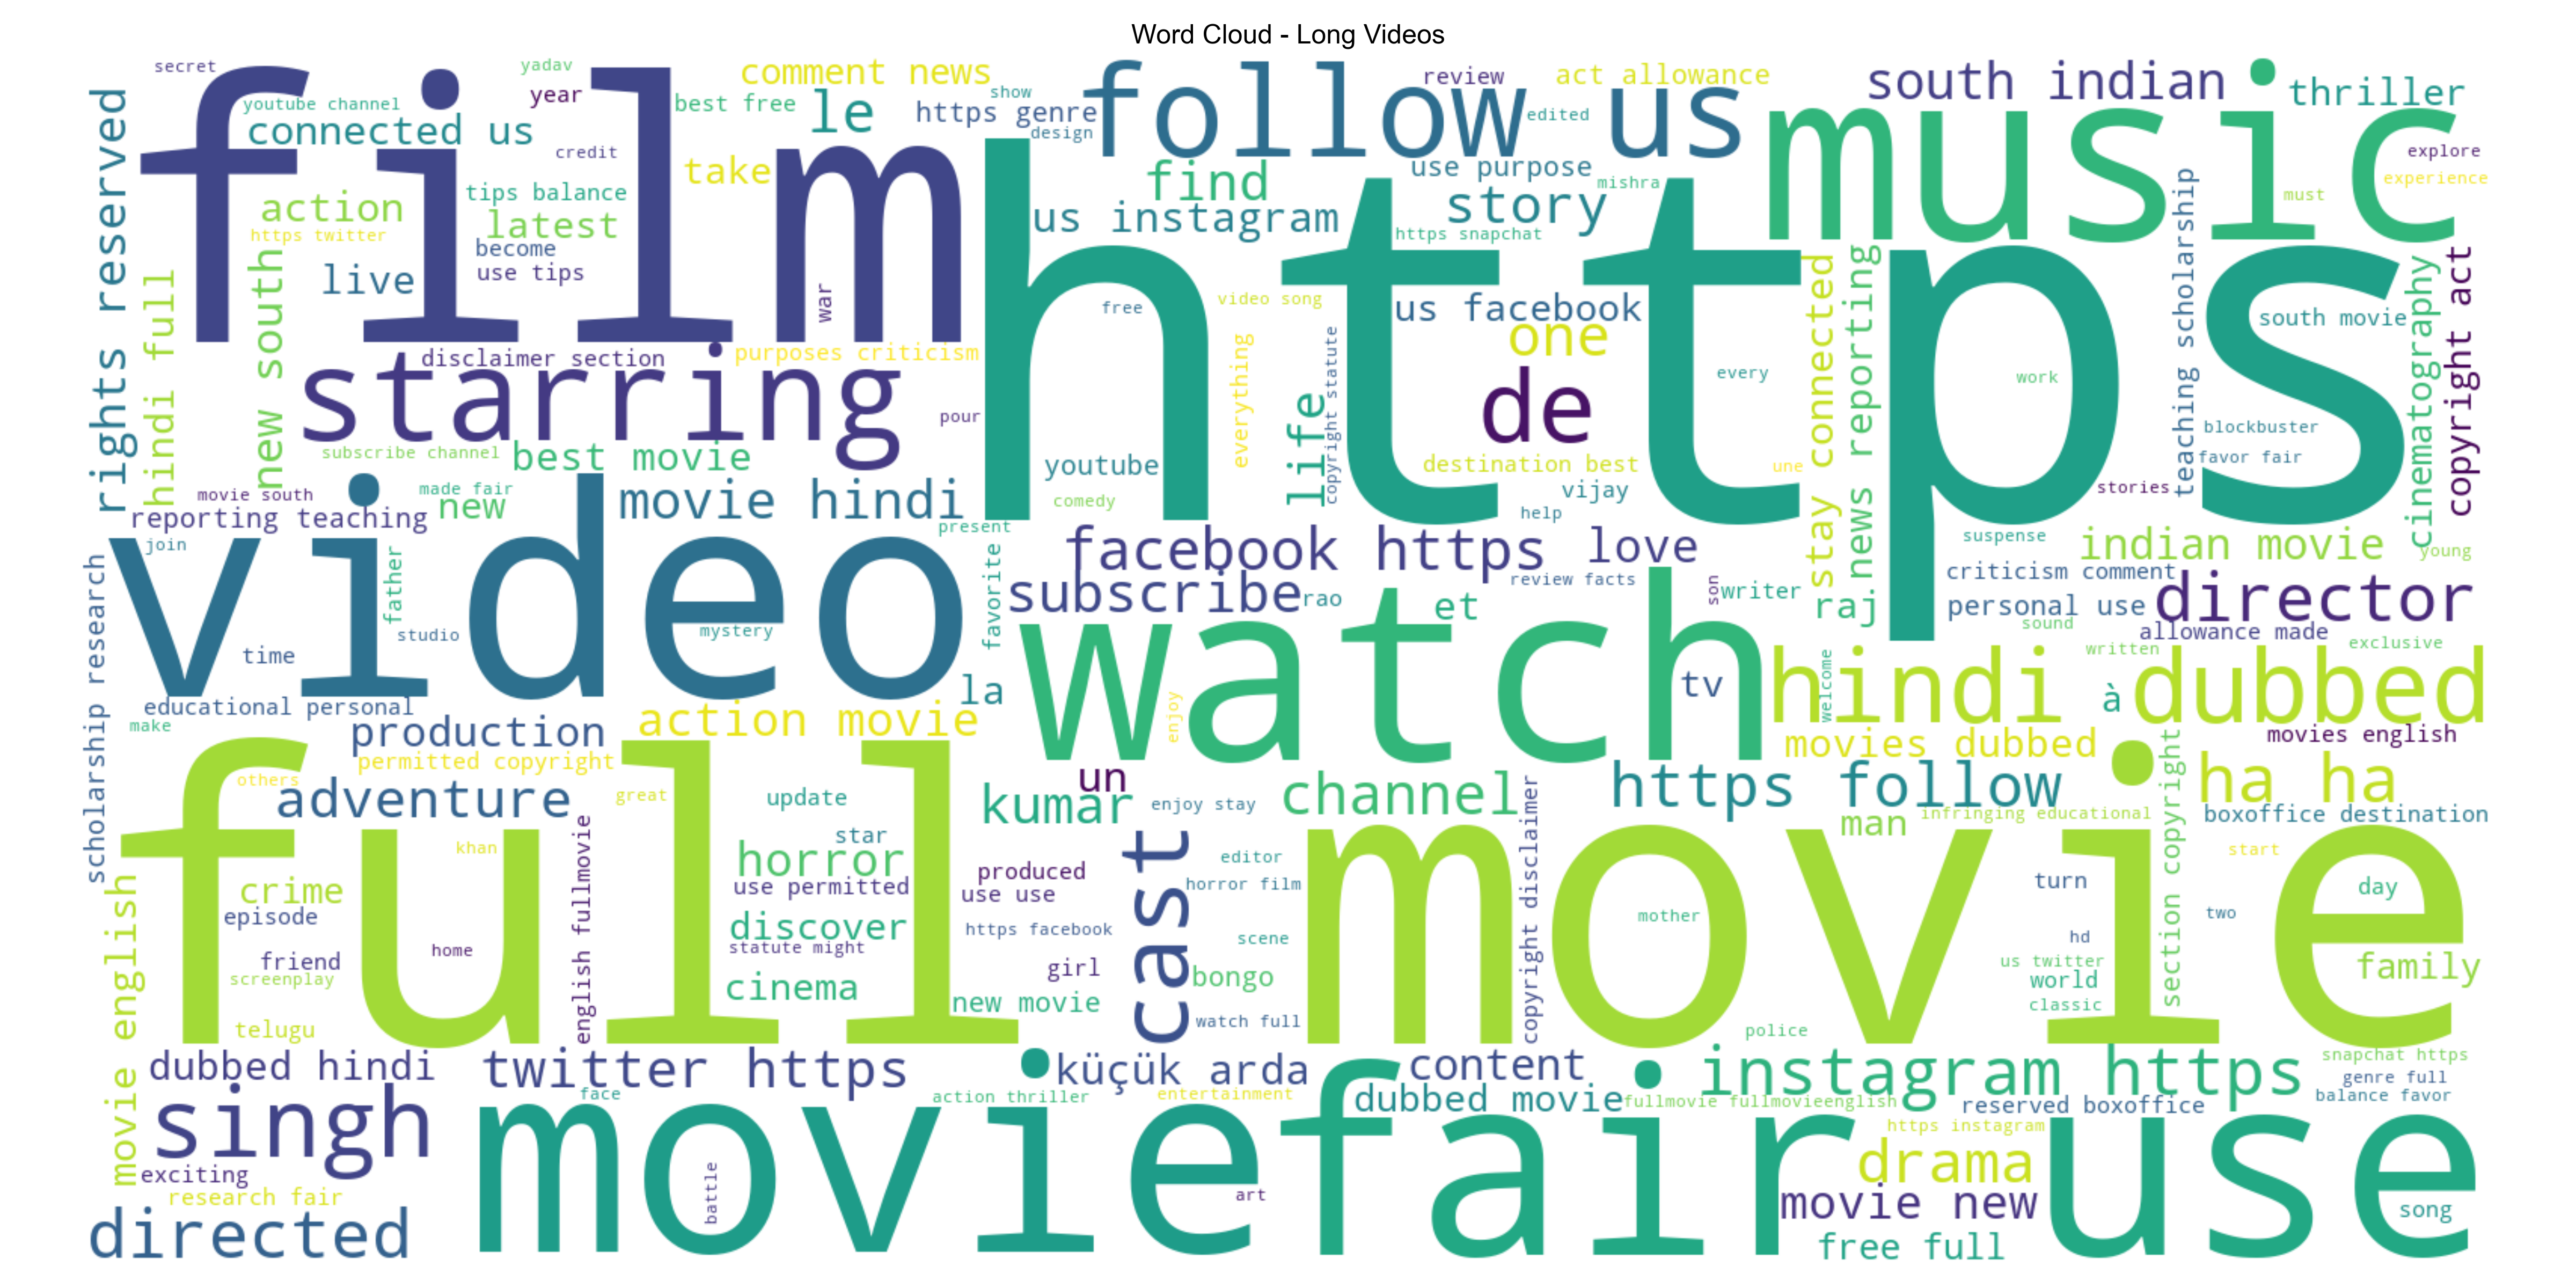 Word Cloud - Long Videos
secret
yadav
youtube channel
connected us
year
credit
comment news
best free
le
https genre
show
design
follow us
review
act allowance
edited
south indian
thriller
rights reserved
film
action
https twitter
tips balance
latest
become
use tips
live
take
war
find
us instagram
use purpose
mishra
story
https snapchat
music
explore
experience
must
teaching scholarship
hindi full
new south
https
free
video song
us facebook
one
de
every
everything
life
copyright statute
stay connected
news reporting
work
south movie
blockbuster
favor fair
stories
cinematography
copyright act
disclaimer section
purposes criticism
starring
pour
subscribe channel
best movie
youtube
comedy
destination best
vijay
une
help
movie south
made fair
new
reporting teaching
movie hindi
present
join
video
father
studio
time
mystery
favorite
scholarship research
facebook https
love
subscribe
rao
review facts
son
writer
et
raj
suspense
indian movie
young
criticism comment
personal use
director
sound
allowance made
written
exclusive
watch
la
tv
enjoy
hindi dubbed
welcome
à
educational personal
make
production
action movie
permitted copyright
movies dubbed
movies english
others
adventure
great
update
star
un
kumar
enjoy stay
channel
https follow
man
infringing educational
ha ha
boxoffice destination
section copyright
full movie
khan
crime
episode
friend
screenplay
home
telugu
english fullmovie
horror
use permitted
discover
statute might
cinema
produced
use use
https facebook
girl
new movie
cast
editor
horror film
scene
bongo
watch full
copyright disclaimer
mother
police
turn
hd
us twitter
world
classic
start
day
two
family
movie english
dubbed hindi
twitter https
küçük arda
content
instagram https
snapchat https
genre full
balance favor
singh
face
action thriller
entertainment
dubbed movie
fullmovie fullmovieenglish
reserved boxoffice
https instagram
exciting
research fair
directed
movie
battle
art
fair use
drama
movie new
free full
song